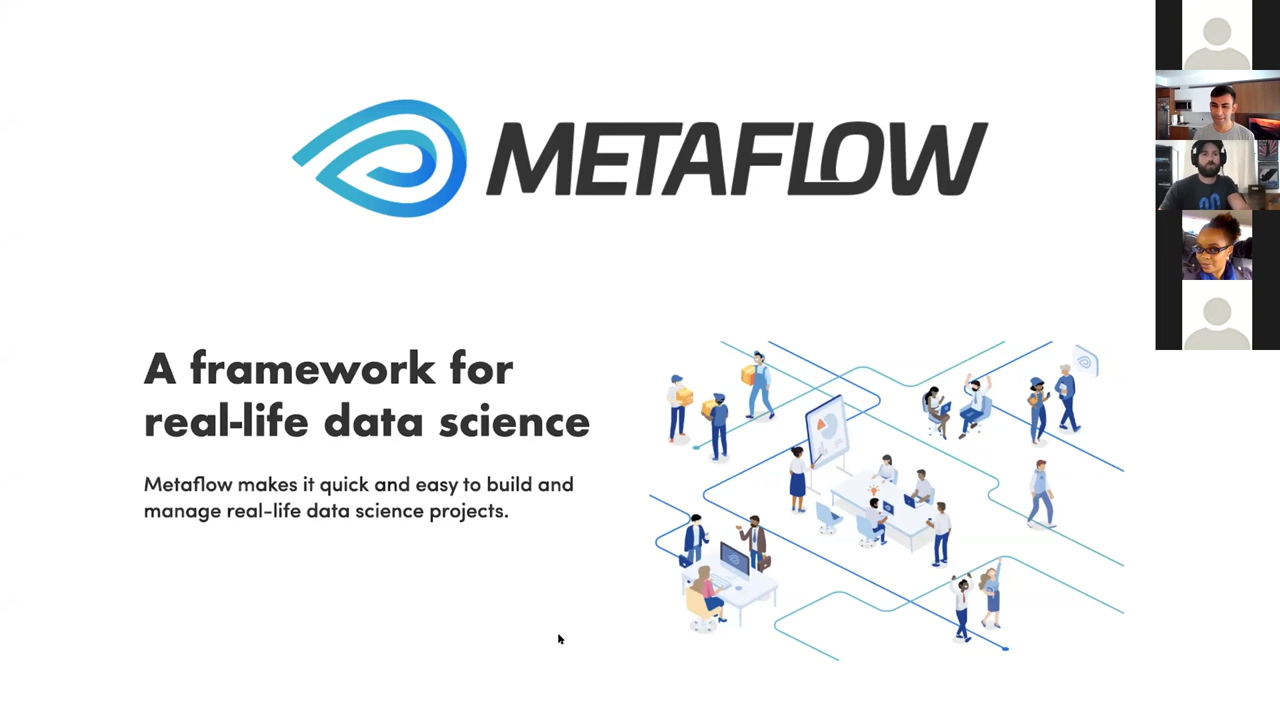 METAFLOW
A framework for
real-life data science
Metaflow makes it quick and easy to build and
manage real-life data science projects.